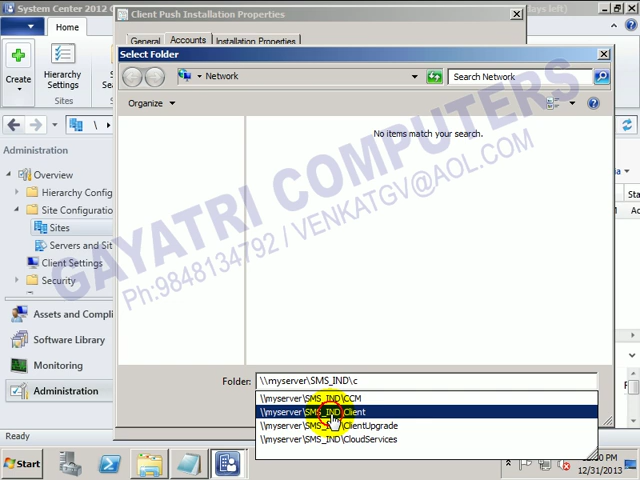 System Center 2012 C
Client Push Installation Properties
days left)
Home
General
Accounts
Installation Properties
Select Folder
Network
Search Network
Create
Hierarchy
Settings
Sites
Organize
No items match your search.
\
Administration
Overview
Hierarchy Config
Site Configuratio
Sites
Servers and Sit
Client Settings
Security
Assets and Compli
Software Library
Monitoring
Administration
GAYATRI COMPUTERS
Ph:9848134792 / VENKATGV@AOL.COM
Folder:
\\myserver\SMS_IND\c
\\myserver\SMS_IND\CCM
\\myserver\SMS_IND\Client
\\myserver\SMS_IND\ClientUpgrade
\\myserver\SMS_IND\CloudServices
Ready
Start
12/31/2013